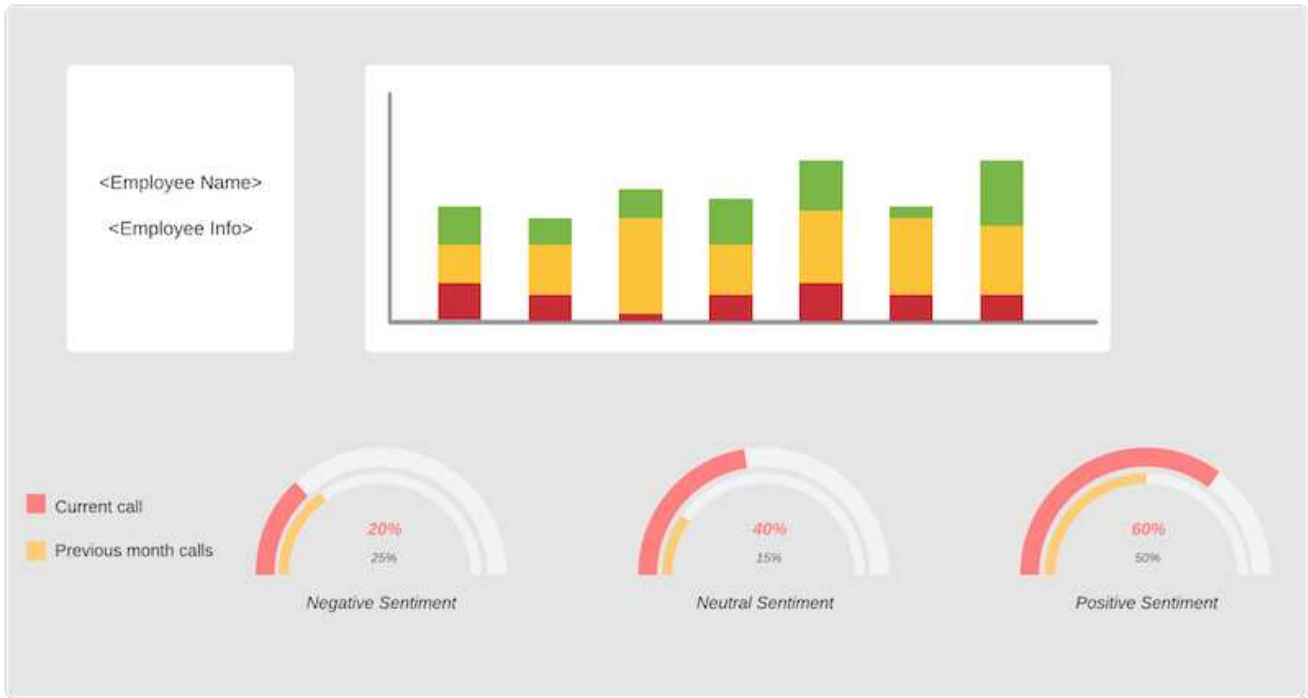 <Employee Name>
<Employee Info>
Current call
Previous month calls
20%
25%
Negative Sentiment
40%
15%
Neutral Sentiment
60%
50%
Positive Sentiment